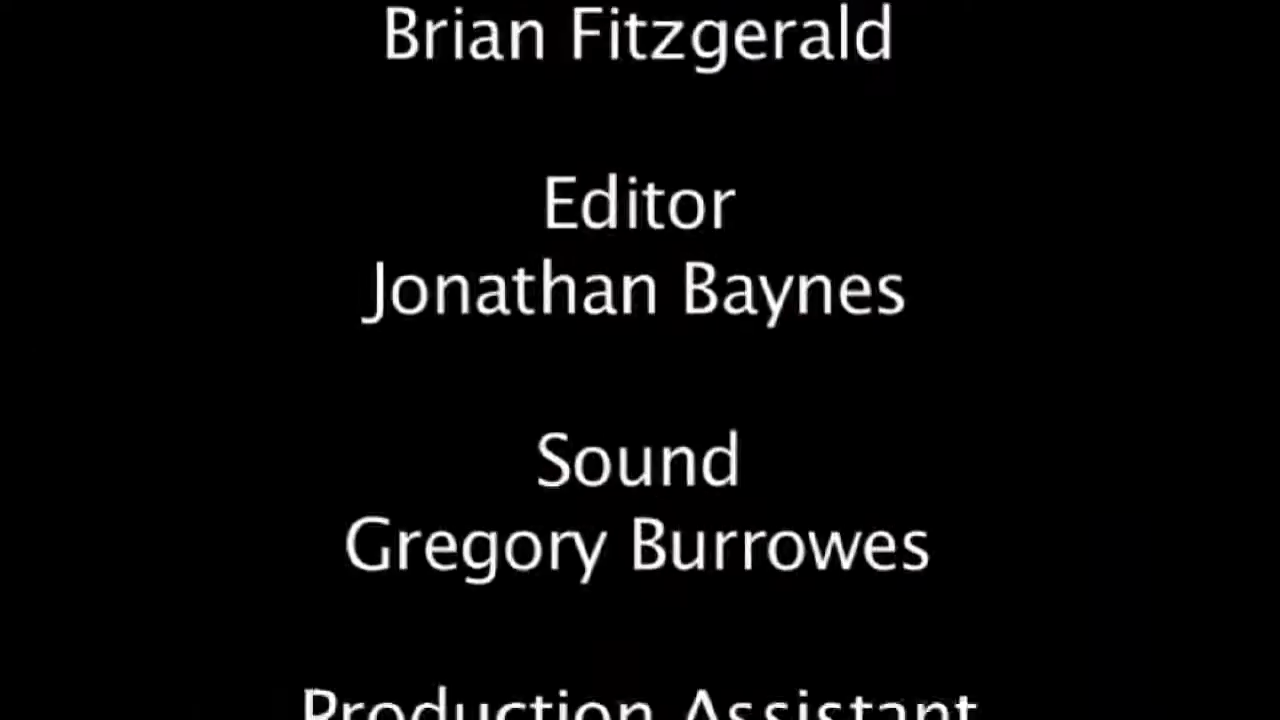 Brian Fitzgerald
Editor
Jonathan Baynes
Sound
Gregory Burrowes
Production Assistant